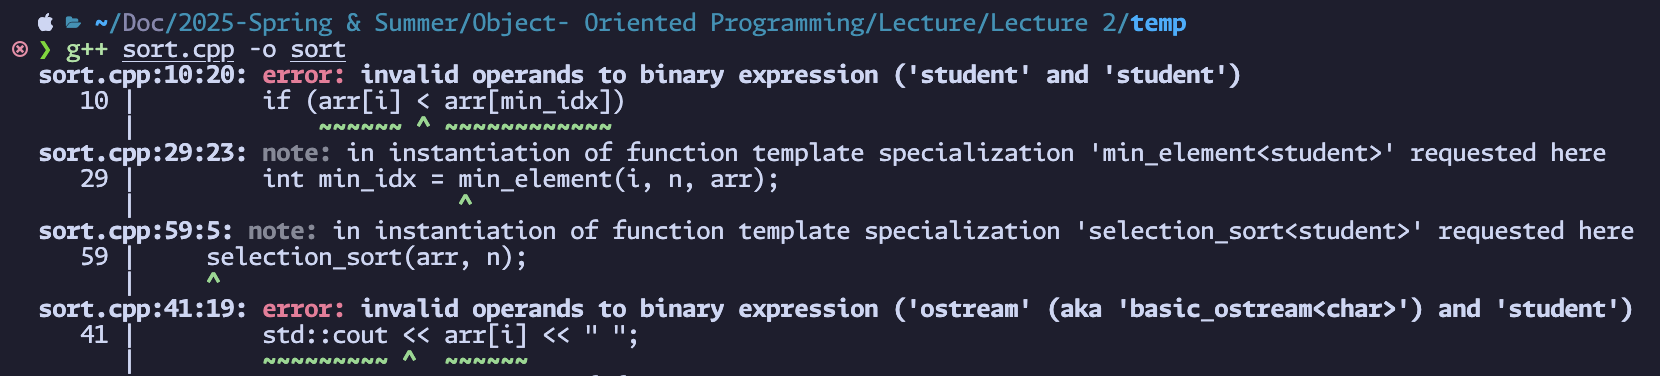 ~/Doc/2025-Spring & Summer/Object- Oriented Programming/Lecture/Lecture 2/temp
❯ g++ sort.cpp -o sort
sort.cpp:10:20: error: invalid operands to binary expression ('student' and 'student')
   10 |         if (arr[i] < arr[min_idx])
      |             ~~~~~~ ^ ~~~~~~~~~~~~
sort.cpp:29:23: note: in instantiation of function template specialization 'min_element<student>' requested here
   29 |         int min_idx = min_element(i, n, arr);
      |                       ^
sort.cpp:59:5: note: in instantiation of function template specialization 'selection_sort<student>' requested here
   59 |     selection_sort(arr, n);
      |     ^
sort.cpp:41:19: error: invalid operands to binary expression ('ostream' (aka 'basic_ostream<char>') and 'student')
   41 |         std::cout << arr[i] << " ";
      |         ~~~~~~~~~ ^  ~~~~~~